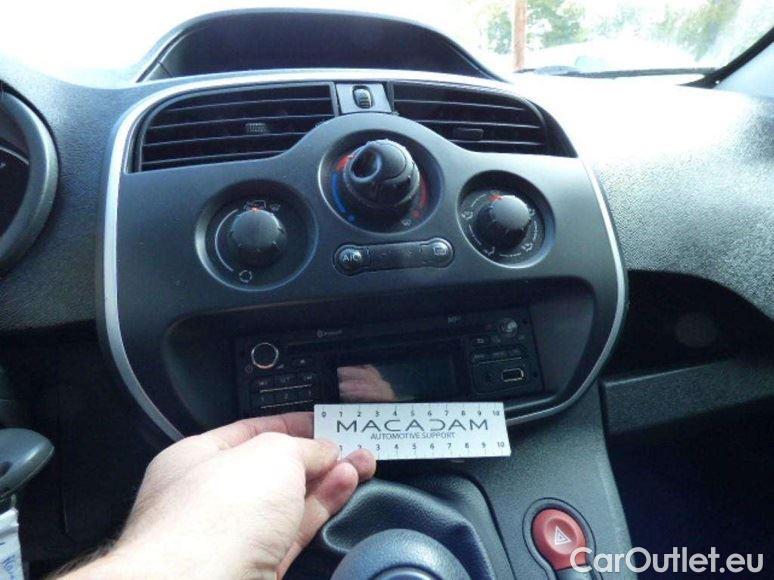 A/C
MP3
0 1 2 3 4 5 6 7 8 9 10
MACADAM
AUTOMOTIVE SUPPORT
1 2 3 4 5 6 7 8 9 10
CarOutlet.eu